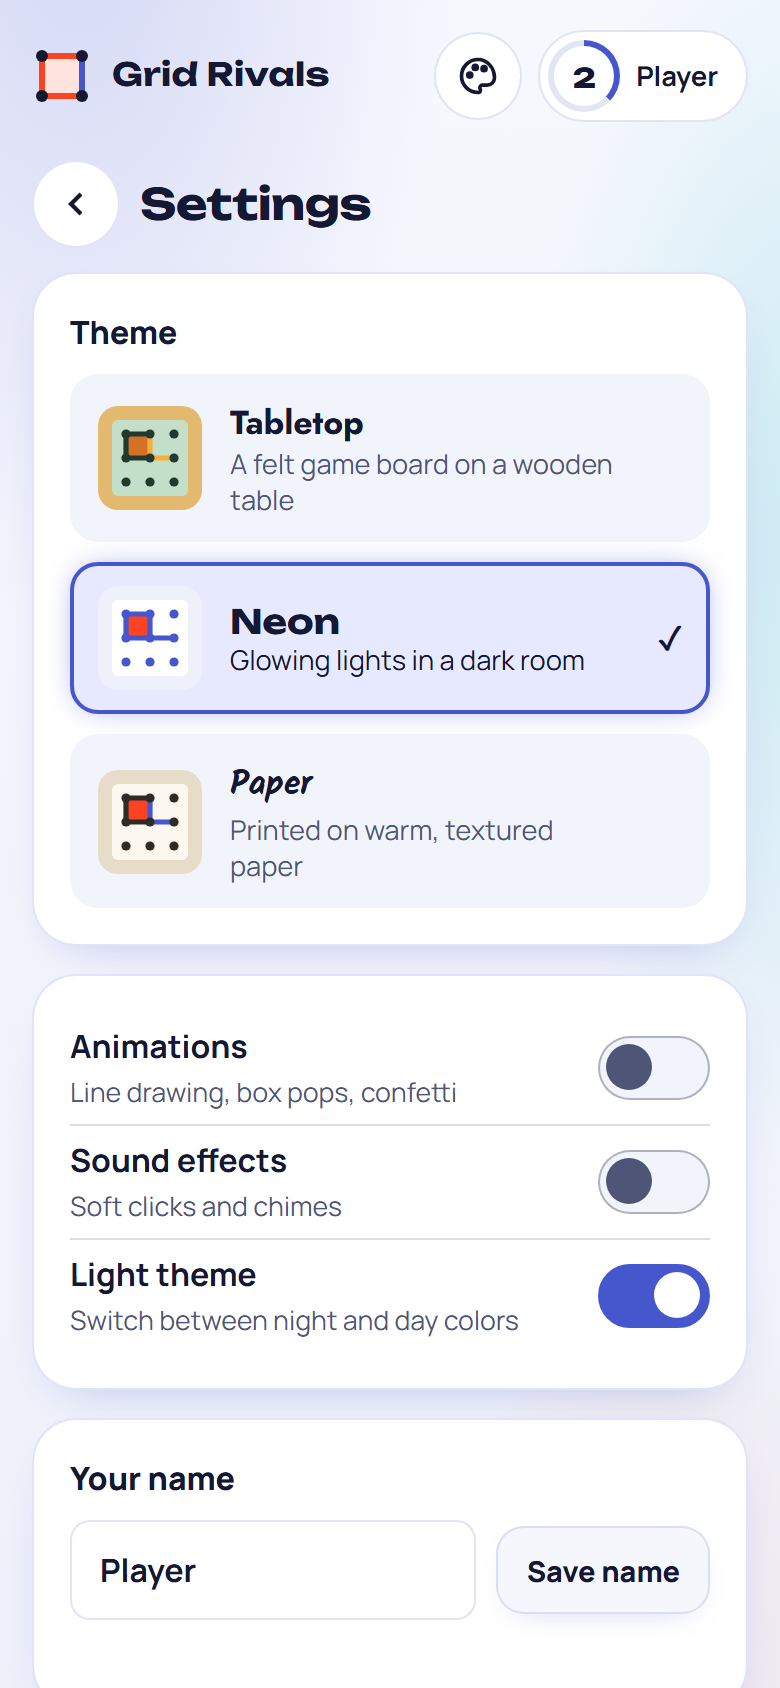 Grid Rivals
2 Player
Settings
Theme
Tabletop
A felt game board on a wooden
table
Neon
Glowing lights in a dark room
Paper
Printed on warm, textured
paper
Animations
Line drawing, box pops, confetti
Sound effects
Soft clicks and chimes
Light theme
Switch between night and day colors
Your name
Player
Save name